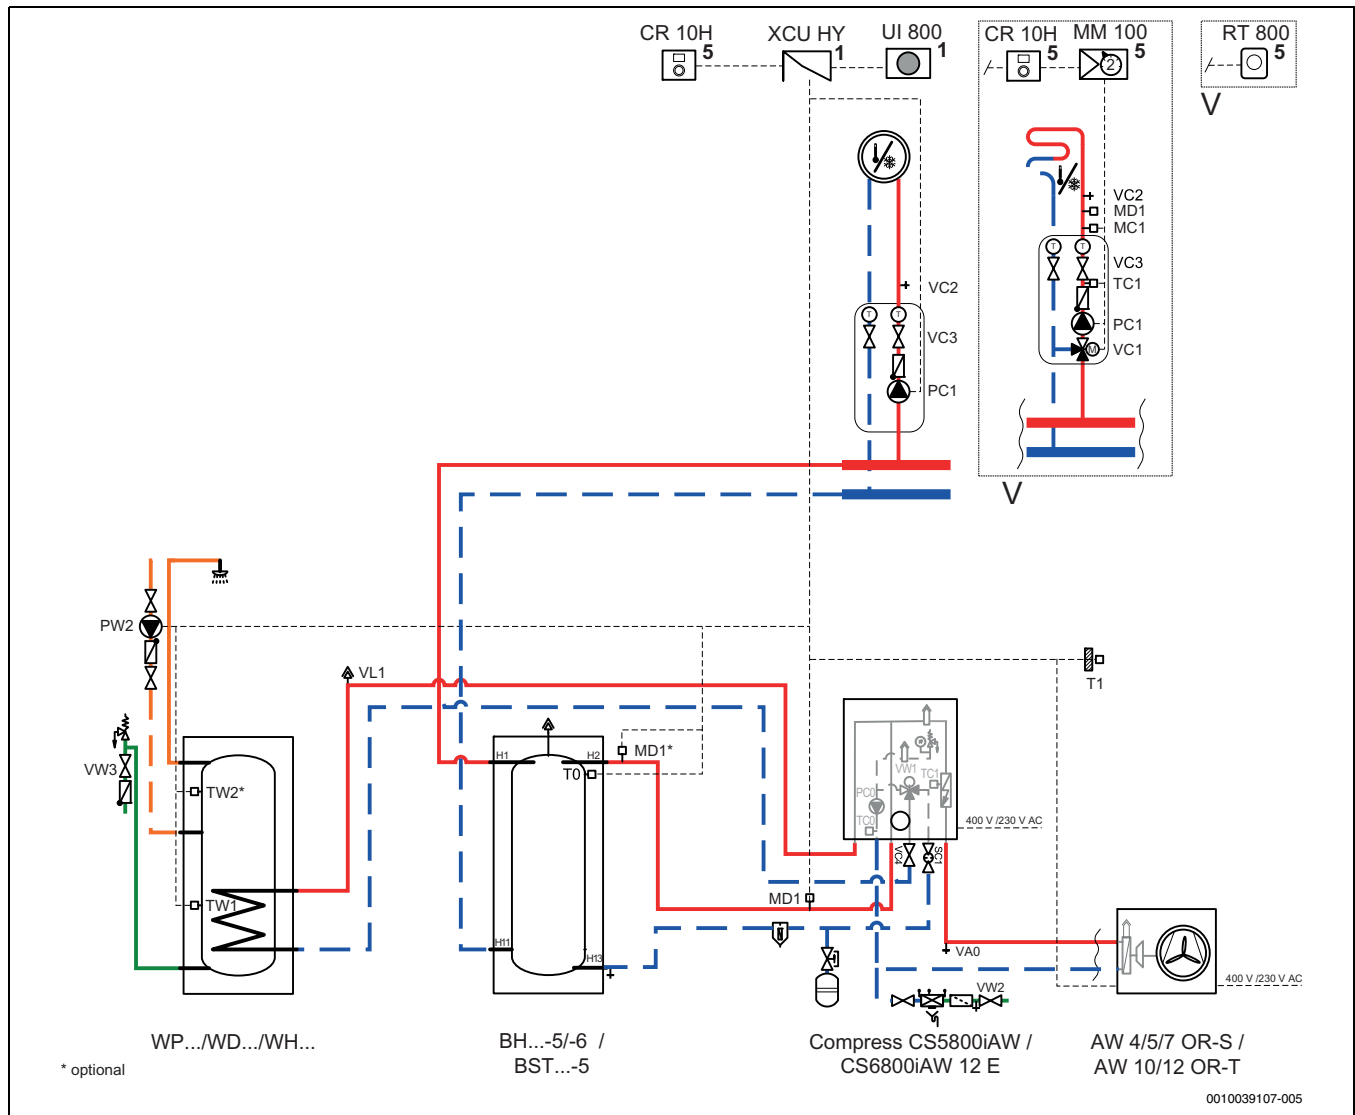 CR 10H
5
XCU HY
1
UI 800
1
CR 10H
5
MM 100
5
2
RT 800
5
V
VC2
MD1
MC1
T
T
VC3
TC1
PC1
M
VC1
VC2
T
T
VC3
PC1
V
PW2
VL1
T1
VW3
TW2*
TW1
H1
H2
MD1*
T0
H11
H13
VW1
TC1
PC0
TC0
400 V /230 V AC
VC4
SC1
MD1
VA0
VW2
400 V /230 V AC
WP.../WD.../WH...
BH...-5/-6 /
BST...-5
Compress CS5800iAW /
CS6800iAW 12 E
AW 4/5/7 OR-S /
AW 10/12 OR-T
* optional
0010039107-005